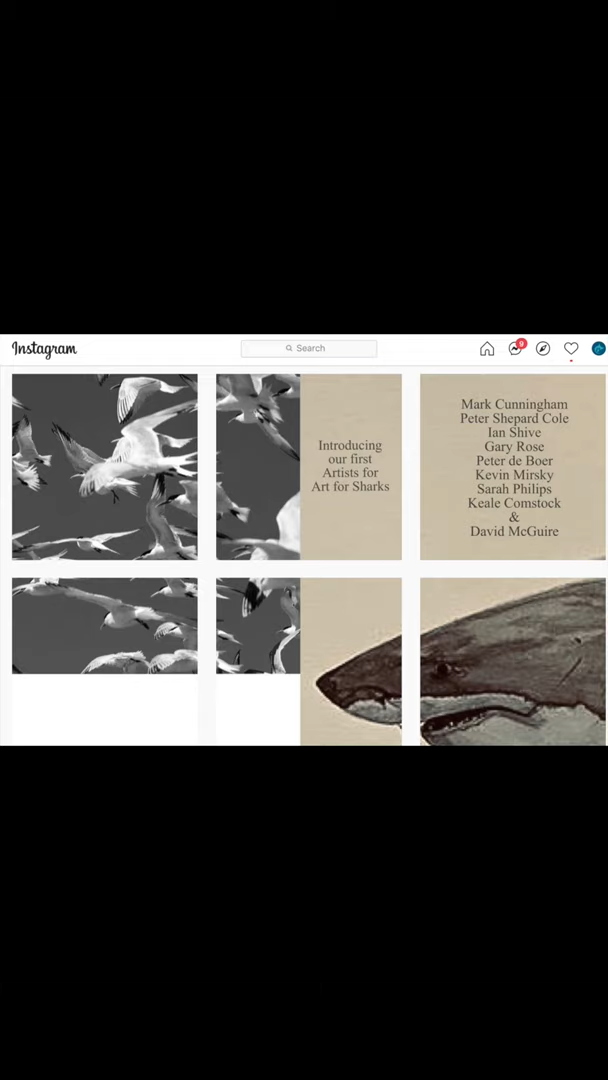 Instagram
Search
9
Introducing
our first
Artists for
Art for Sharks
Mark Cunningham
Peter Shepard Cole
Ian Shive
Gary Rose
Peter de Boer
Kevin Mirsky
Sarah Philips
Keale Comstock
&
David McGuire